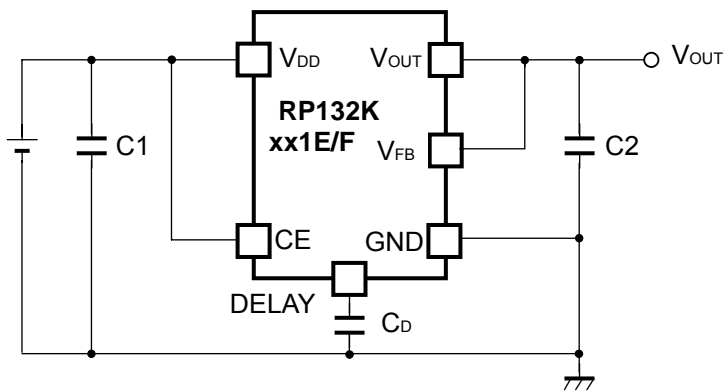 VDD
VOUT
VOUT
RP132K
xx1E/F
C1
VFB
C2
CE
GND
DELAY
CD